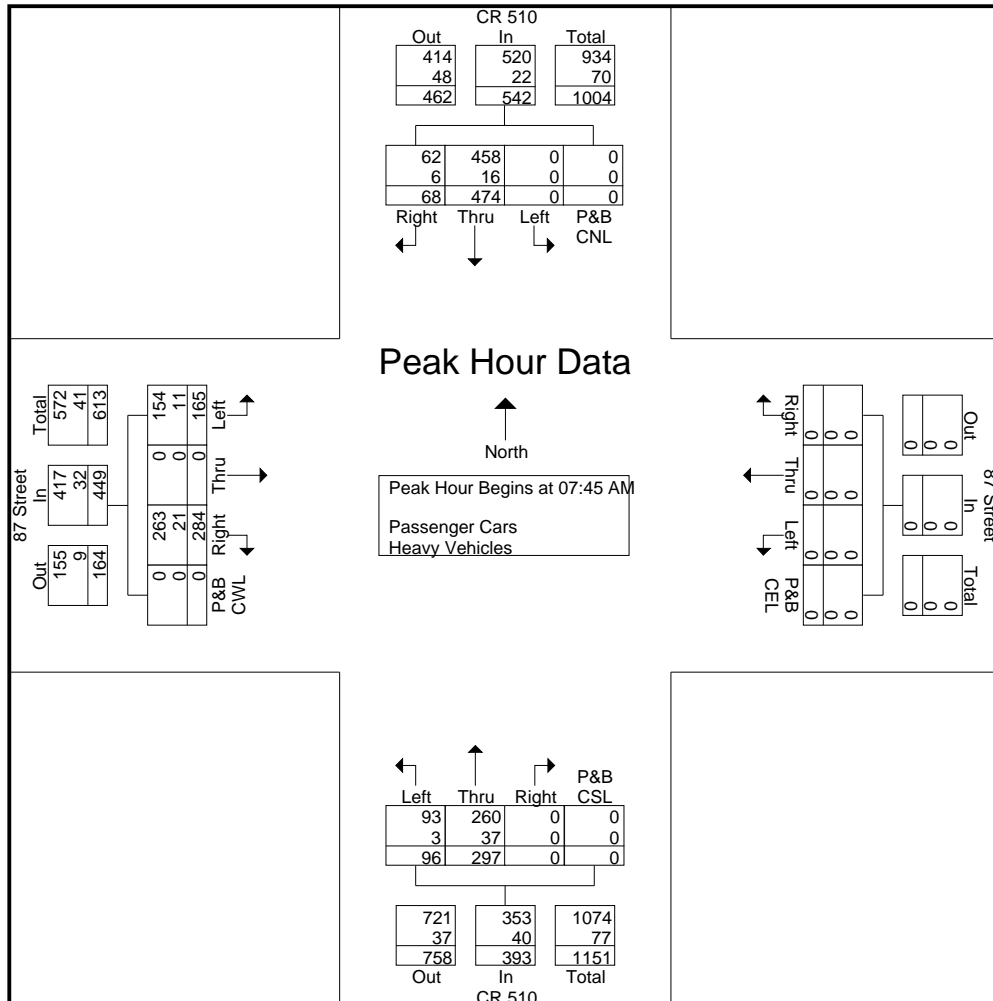 CR 510
Out In Total
414 520 934
48 22 70
462 542 1004
62 458 0 0
6 16 0 0
68 474 0 0
Right Thru Left P&B
CNL
Peak Hour Data
North
Peak Hour Begins at 07:45 AM
Passenger Cars
Heavy Vehicles
87 Street
Total In Out
572 417 155
41 32 9
613 449 164
154 0 263 0
11 0 21 0
165 0 284 0
Left Thru Right P&B
CWL
Right Thru Left P&B
CEL
0 0 0 0
0 0 0 0
0 0 0 0
Out In Total
0 0 0
0 0 0
0 0 0
87 Street
Left Thru Right P&B
CSL
93 260 0 0
3 37 0 0
96 297 0 0
721 353 1074
37 40 77
758 393 1151
Out In Total
CR 510